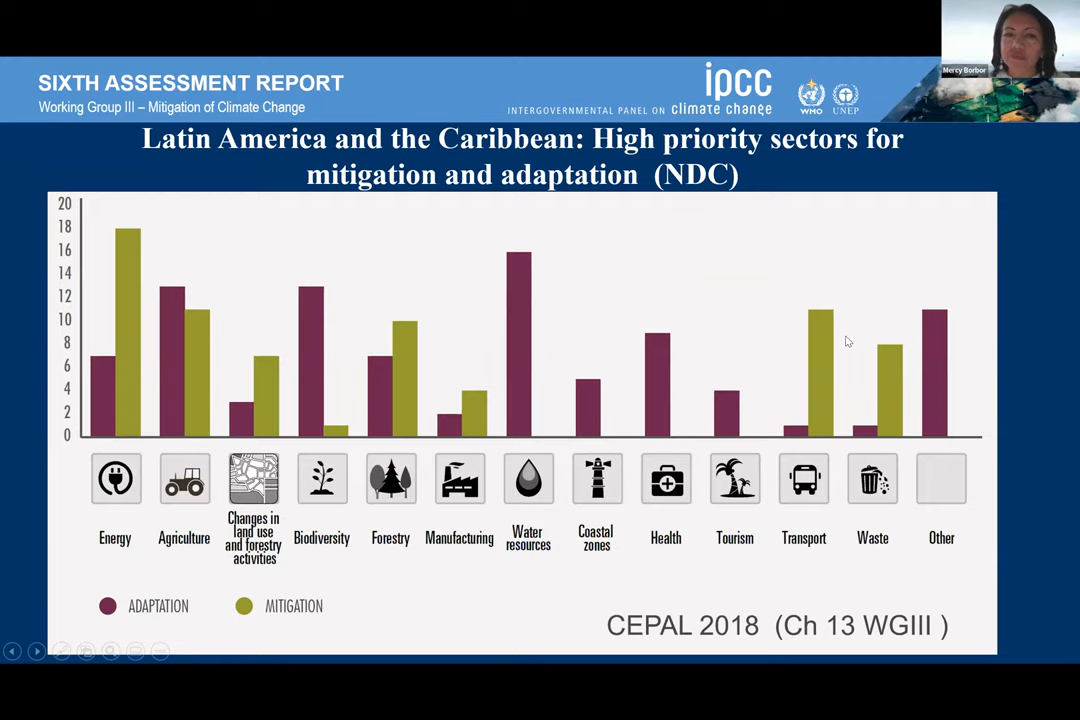 Mercy Borbor
SIXTH ASSESSMENT REPORT
Working Group III – Mitigation of Climate Change
ipcc
INTERGOVERNMENTAL PANEL ON climate change
WMO
UNEP
Latin America and the Caribbean: High priority sectors for
mitigation and adaptation (NDC)
20
18
16
14
12
10
8
6
4
2
0
Energy
Agriculture
Changes in
land use
and forestry
activities
Biodiversity
Forestry
Manufacturing
Water
resources
Coastal
zones
Health
Tourism
Transport
Waste
Other
ADAPTATION
MITIGATION
CEPAL 2018 (Ch 13 WGIII )